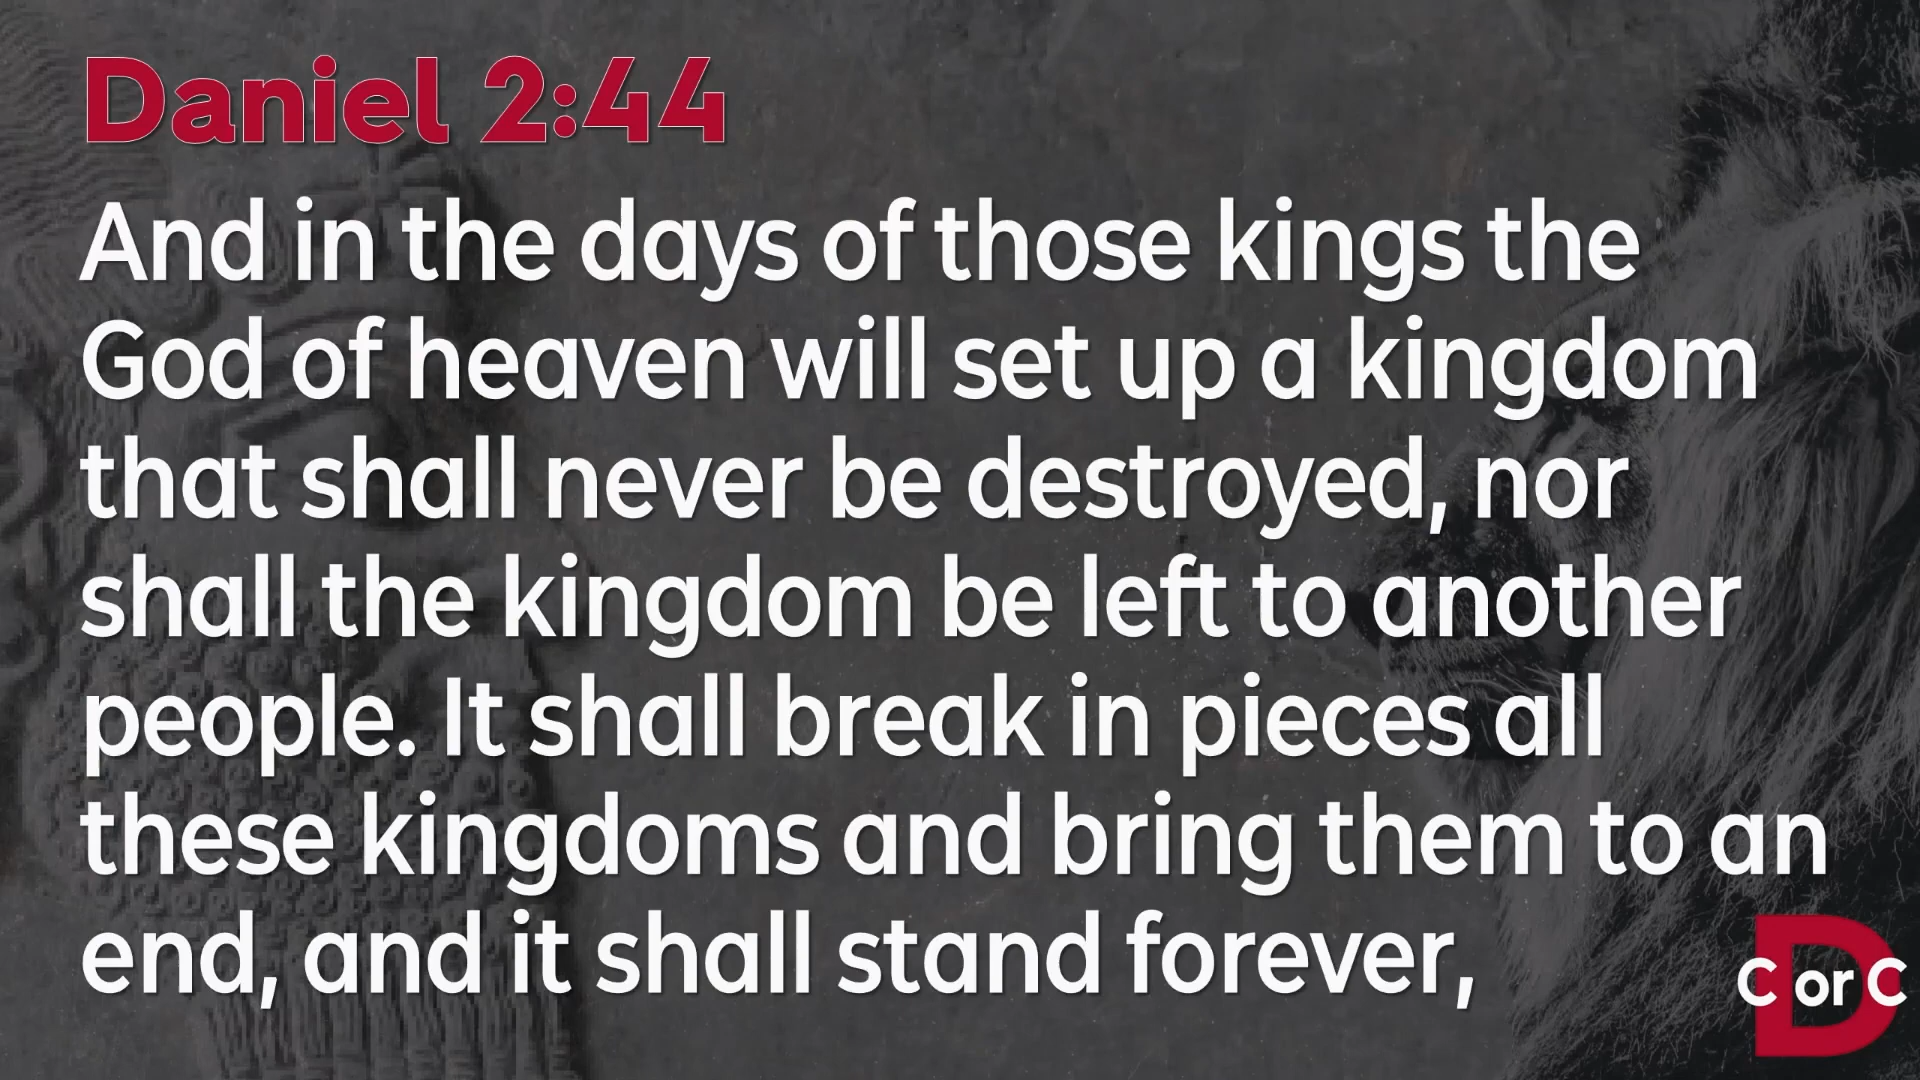 Daniel 2:44
And in the days of those kings the
God of heaven will set up a kingdom
that shall never be destroyed, nor
shall the kingdom be left to another
people. It shall break in pieces all
these kingdoms and bring them to an
end, and it shall stand forever,
D
C or C